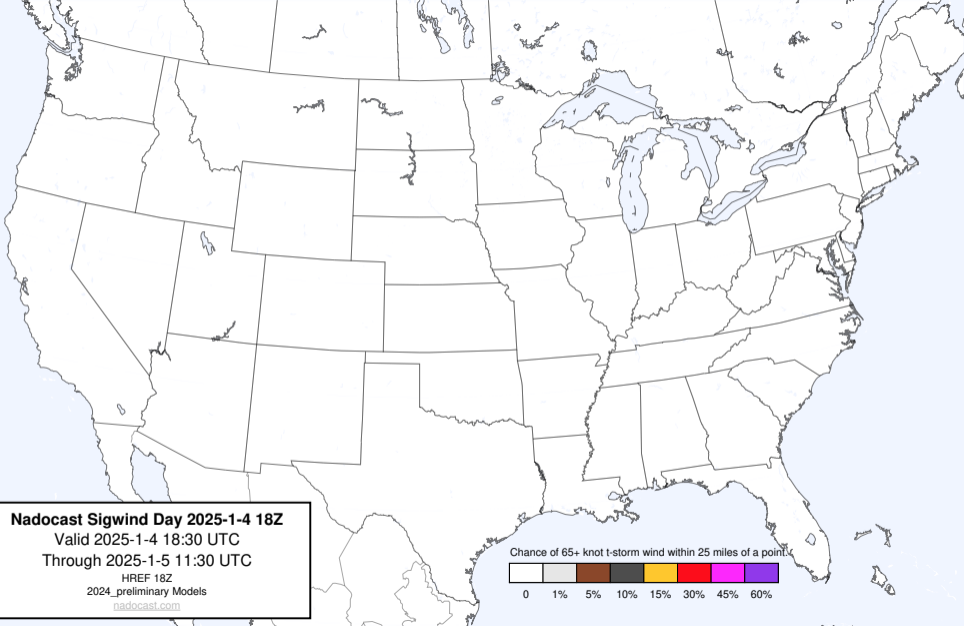 Nadocast Sigwind Day 2025-1-4 18Z
Valid 2025-1-4 18:30 UTC
Through 2025-1-5 11:30 UTC
HREF 18Z
2024_preliminary Models
nadocast.com
Chance of 65+ knot t-storm wind within 25 miles of a point.
0 1% 5% 10% 15% 30% 45% 60%